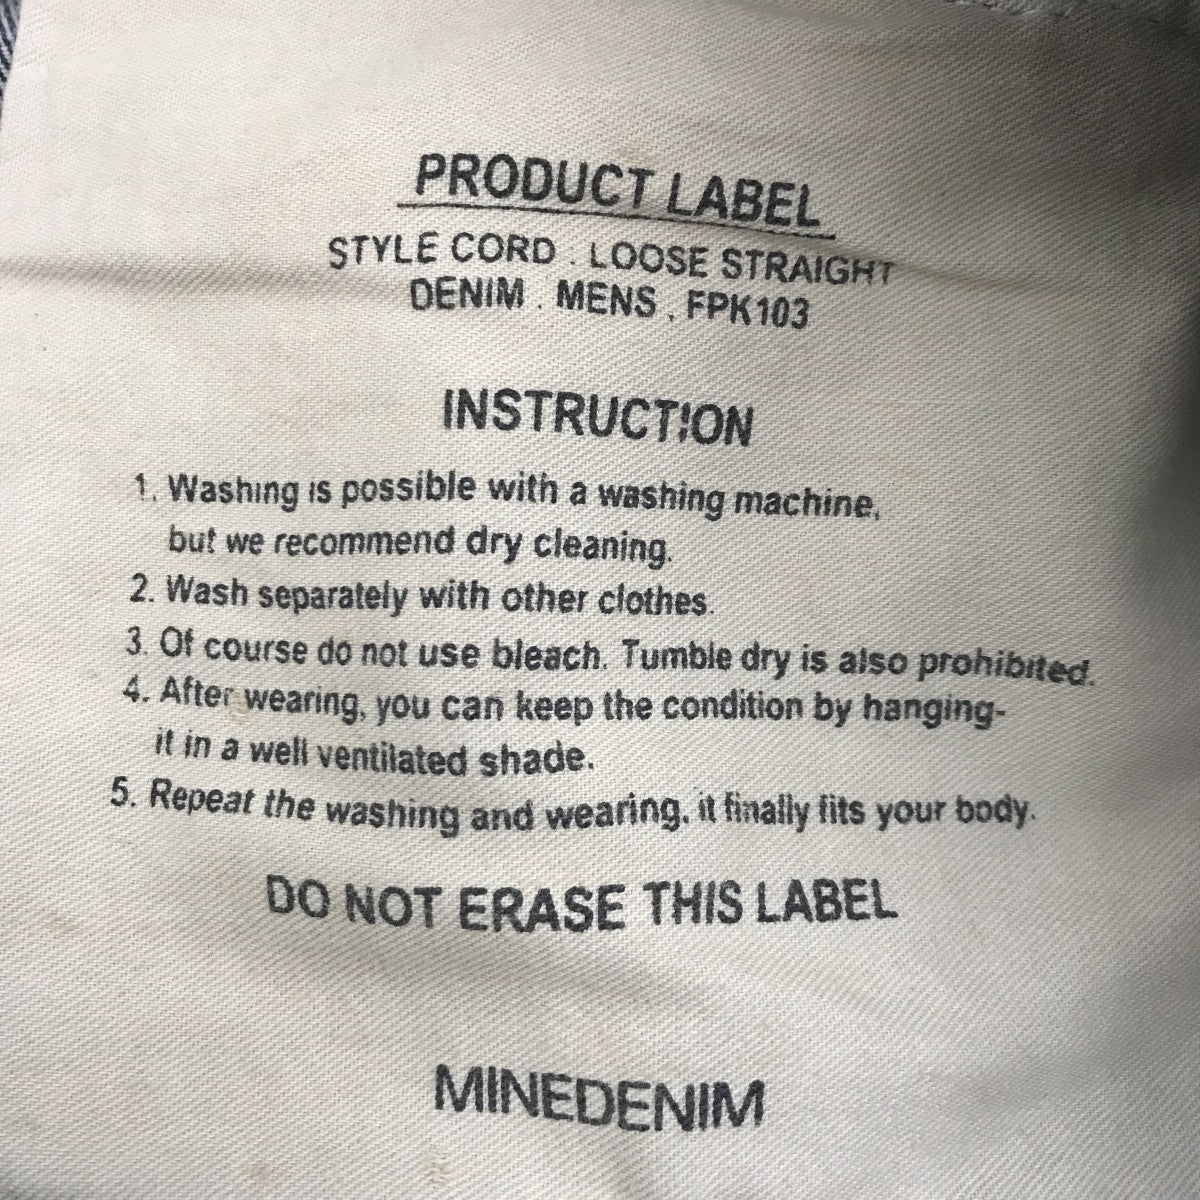 PRODUCT LABEL
STYLE CORD . LOOSE STRAIGHT
DENIM . MENS . FPK103
INSTRUCTION
1. Washing is possible with a washing machine,
but we recommend dry cleaning.
2. Wash separately with other clothes.
3. Of course do not use bleach. Tumble dry is also prohibited.
4. After wearing, you can keep the condition by hanging-
it in a well ventilated shade.
5. Repeat the washing and wearing, it finally fits your body.
DO NOT ERASE THIS LABEL
MINEDENIM